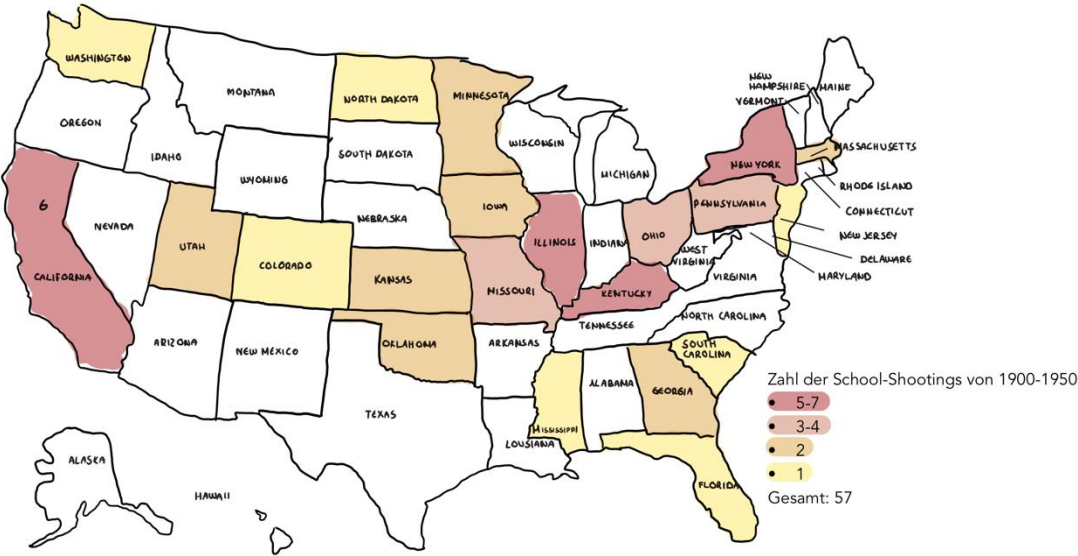 WASHINGTON
MONTANA
NORTH DAKOTA
MINNESOTA
NEW
HAMPSHIRE
MAINE
VERMONT
OREGON
IDAHO
SOUTH DAKOTA
WISCONSIN
MICHIGAN
NEW YORK
MASSACHUSETTS
WYOMING
RHODE ISLAND
6
NEVADA
NEBRASKA
IOWA
PENNSYLVANIA
CONNECTICUT
UTAH
COLORADO
ILLINOIS
INDIANA
OHIO
NEW JERSEY
WEST
VIRGINIA
DELAWARE
CALIFORNIA
KANSAS
MISSOURI
KENTUCKY
VIRGINIA
MARYLAND
NORTH CAROLINA
TENNESSEE
ARIZONA
NEW MEXICO
OKLAHOMA
ARKANSAS
SOUTH
CAROLINA
ALABAMA
GEORGIA
TEXAS
MISSISSIPPI
LOUSIANA
FLORIDA
ALASKA
HAWAII
Zahl der School-Shootings von 1900-1950
5-7
3-4
2
1
Gesamt: 57